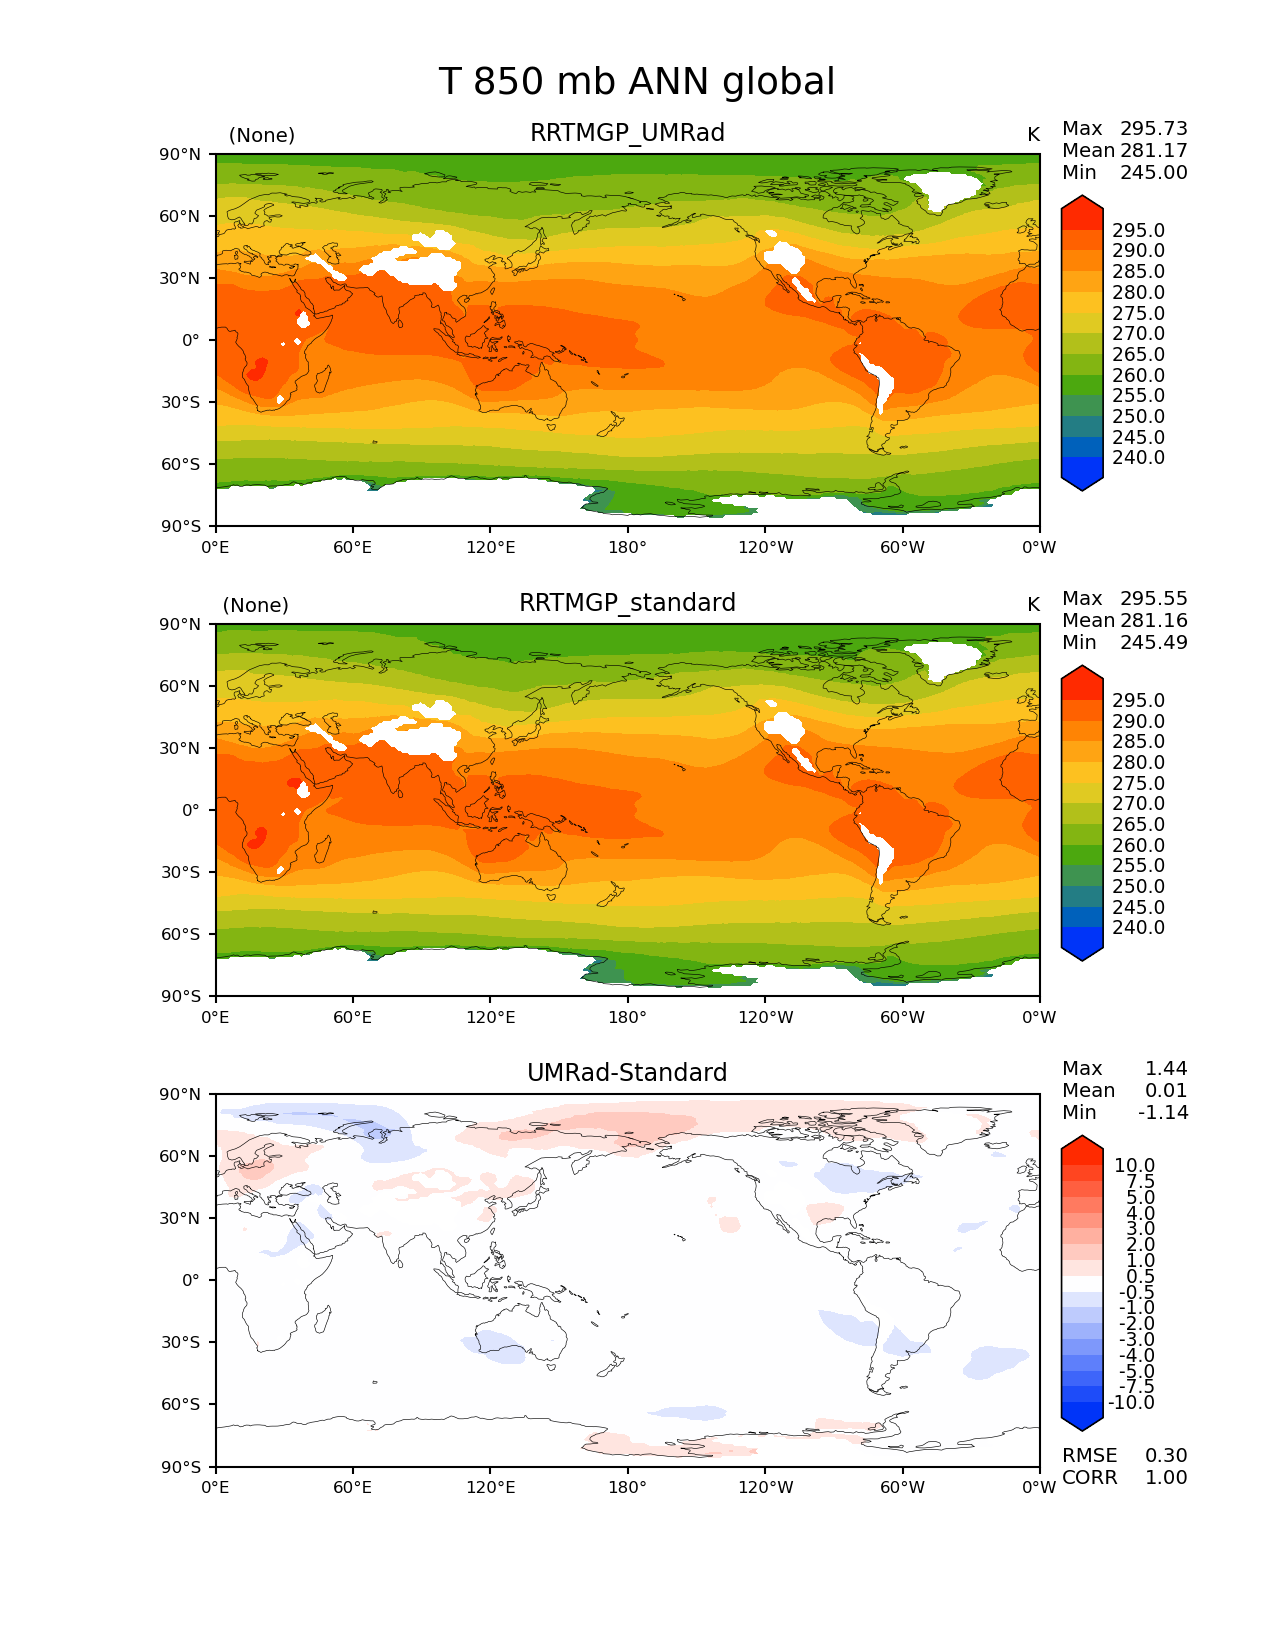 T 850 mb ANN global
(None) RRTMGP_UMRad K
Max 295.73
Mean 281.17
Min 245.00
90°N
60°N
30°N
0°
30°S
60°S
90°S
0°E 60°E 120°E 180° 120°W 60°W 0°W
295.0
290.0
285.0
280.0
275.0
270.0
265.0
260.0
255.0
250.0
245.0
240.0
(None) RRTMGP_standard K
Max 295.55
Mean 281.16
Min 245.49
90°N
60°N
30°N
0°
30°S
60°S
90°S
0°E 60°E 120°E 180° 120°W 60°W 0°W
295.0
290.0
285.0
280.0
275.0
270.0
265.0
260.0
255.0
250.0
245.0
240.0
UMRad-Standard
Max 1.44
Mean 0.01
Min -1.14
90°N
60°N
30°N
0°
30°S
60°S
90°S
0°E 60°E 120°E 180° 120°W 60°W 0°W
10.0
7.5
5.0
4.0
3.0
2.0
1.0
0.5
-0.5
-1.0
-2.0
-3.0
-4.0
-5.0
-7.5
-10.0
RMSE 0.30
CORR 1.00